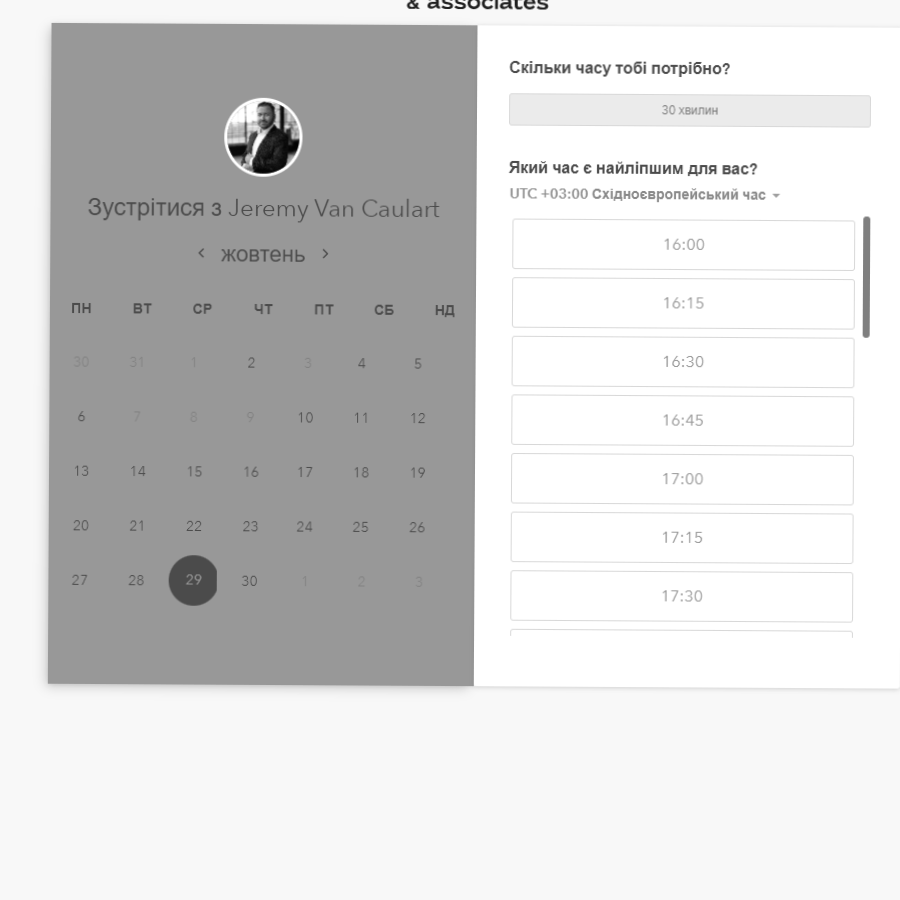 & associates
Зустрітися з Jeremy Van Caulart
жовтень
ПН ВТ СР ЧТ ПТ СБ НД
30 31 1 2 3 4 5
6 7 8 9 10 11 12
13 14 15 16 17 18 19
20 21 22 23 24 25 26
27 28 29 30 1 2 3
Скільки часу тобі потрібно?
30 хвилин
Який час є найліпшим для вас?
UTC +03:00 Східноєвропейський час
16:00
16:15
16:30
16:45
17:00
17:15
17:30